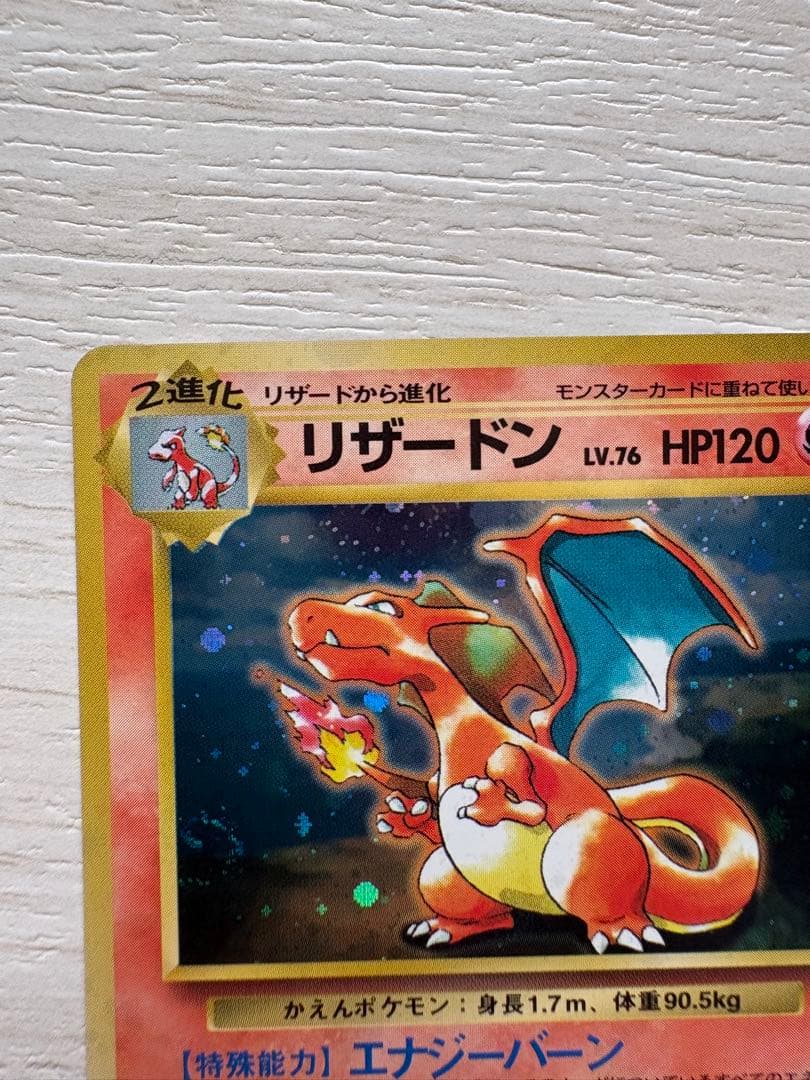 2進化
リザードから進化
モンスターカードに重ねて使い
リザードン LV.76 HP120
かえんポケモン：身長1.7m、体重90.5kg
【特殊能力】エナジーバーン